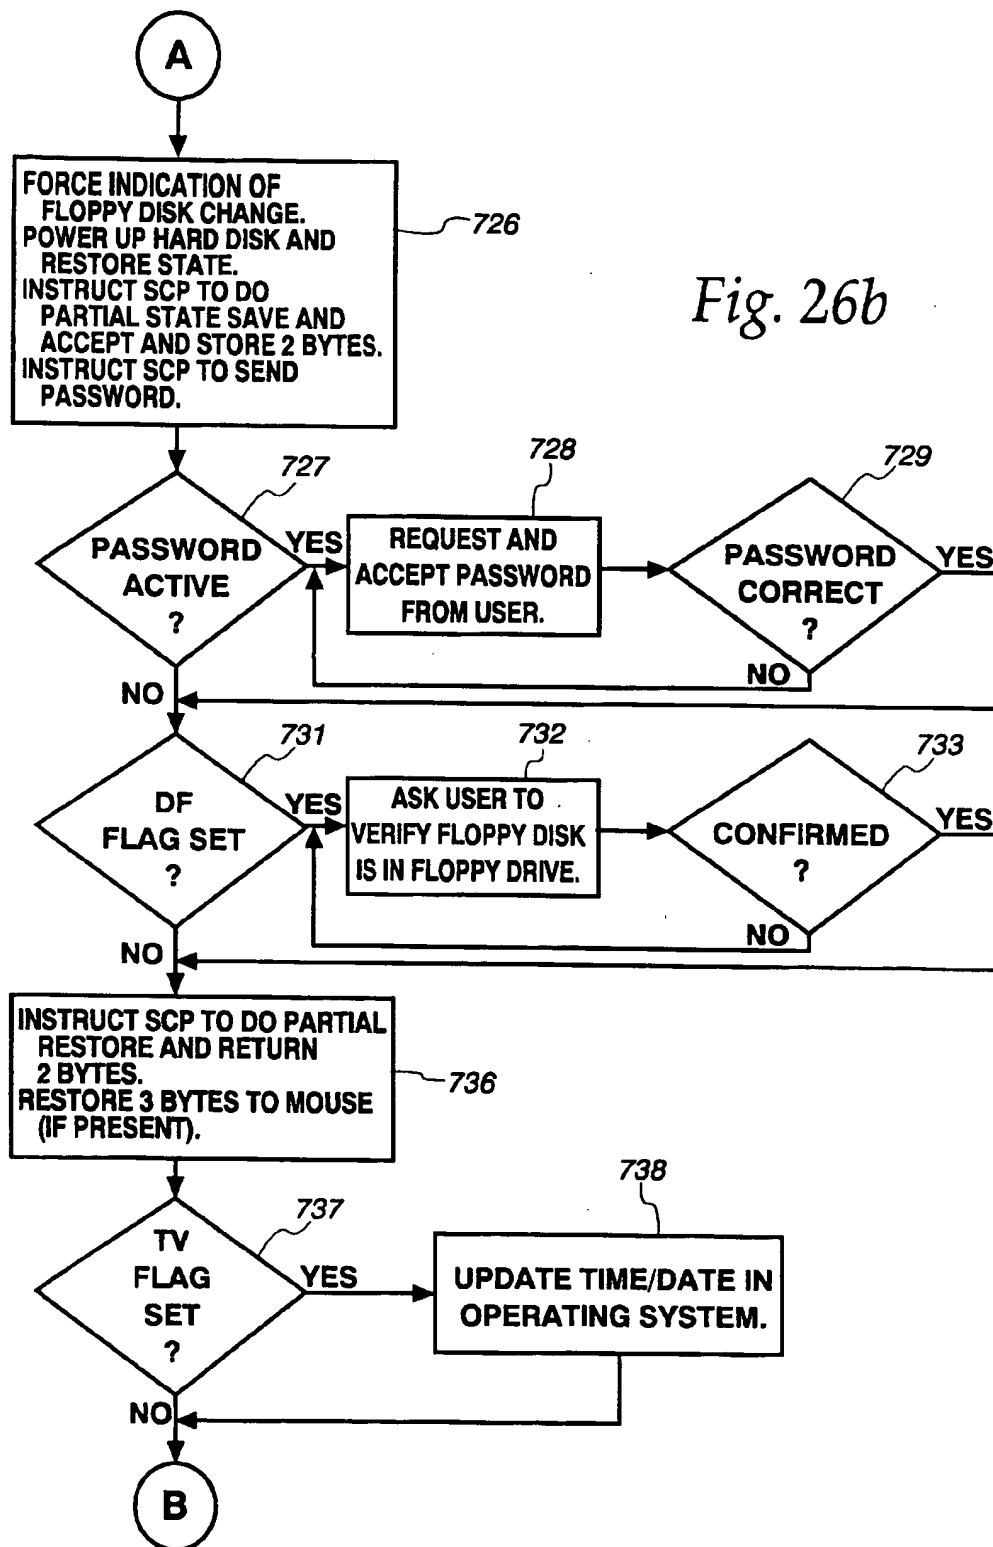 A
FORCE INDICATION OF
FLOPPY DISK CHANGE.
POWER UP HARD DISK AND
RESTORE STATE.
INSTRUCT SCP TO DO
PARTIAL STATE SAVE AND
ACCEPT AND STORE 2 BYTES.
INSTRUCT SCP TO SEND
PASSWORD.
726
Fig. 26b
727
PASSWORD
ACTIVE
?
YES
728
REQUEST AND
ACCEPT PASSWORD
FROM USER.
729
PASSWORD
CORRECT
?
YES
NO
NO
731
DF
FLAG SET
?
YES
732
ASK USER TO
VERIFY FLOPPY DISK
IS IN FLOPPY DRIVE.
733
CONFIRMED
?
YES
NO
NO
INSTRUCT SCP TO DO PARTIAL
RESTORE AND RETURN
2 BYTES.
RESTORE 3 BYTES TO MOUSE
(IF PRESENT).
736
737
TV
FLAG
SET
?
YES
738
UPDATE TIME/DATE IN
OPERATING SYSTEM.
NO
B